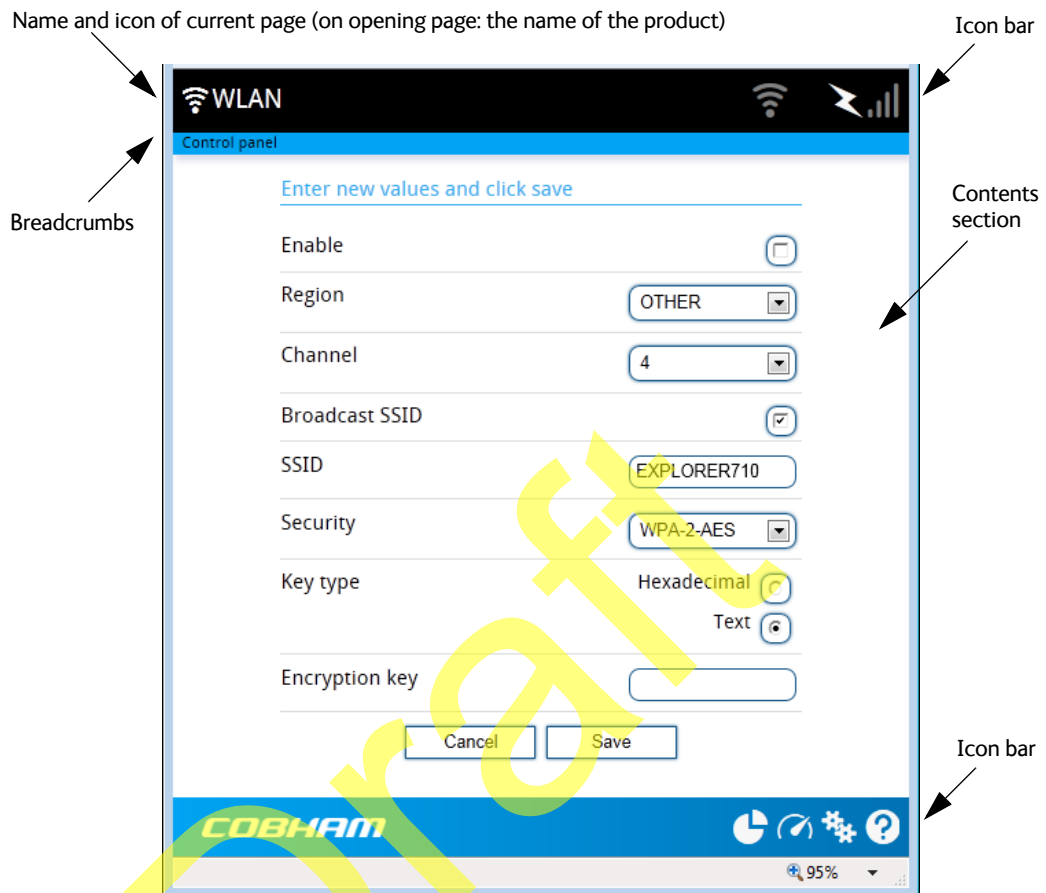 Name and icon of current page (on opening page: the name of the product)
Icon bar
WLAN
Control panel
Breadcrumbs
Enter new values and click save
Contents
section
Enable
Region
OTHER
Channel
4
Broadcast SSID
SSID
EXPLORER710
Security
WPA-2-AES
Key type
Hexadecimal
Text
Encryption key
Cancel
Save
Icon bar
COBHAM
95%
Draft